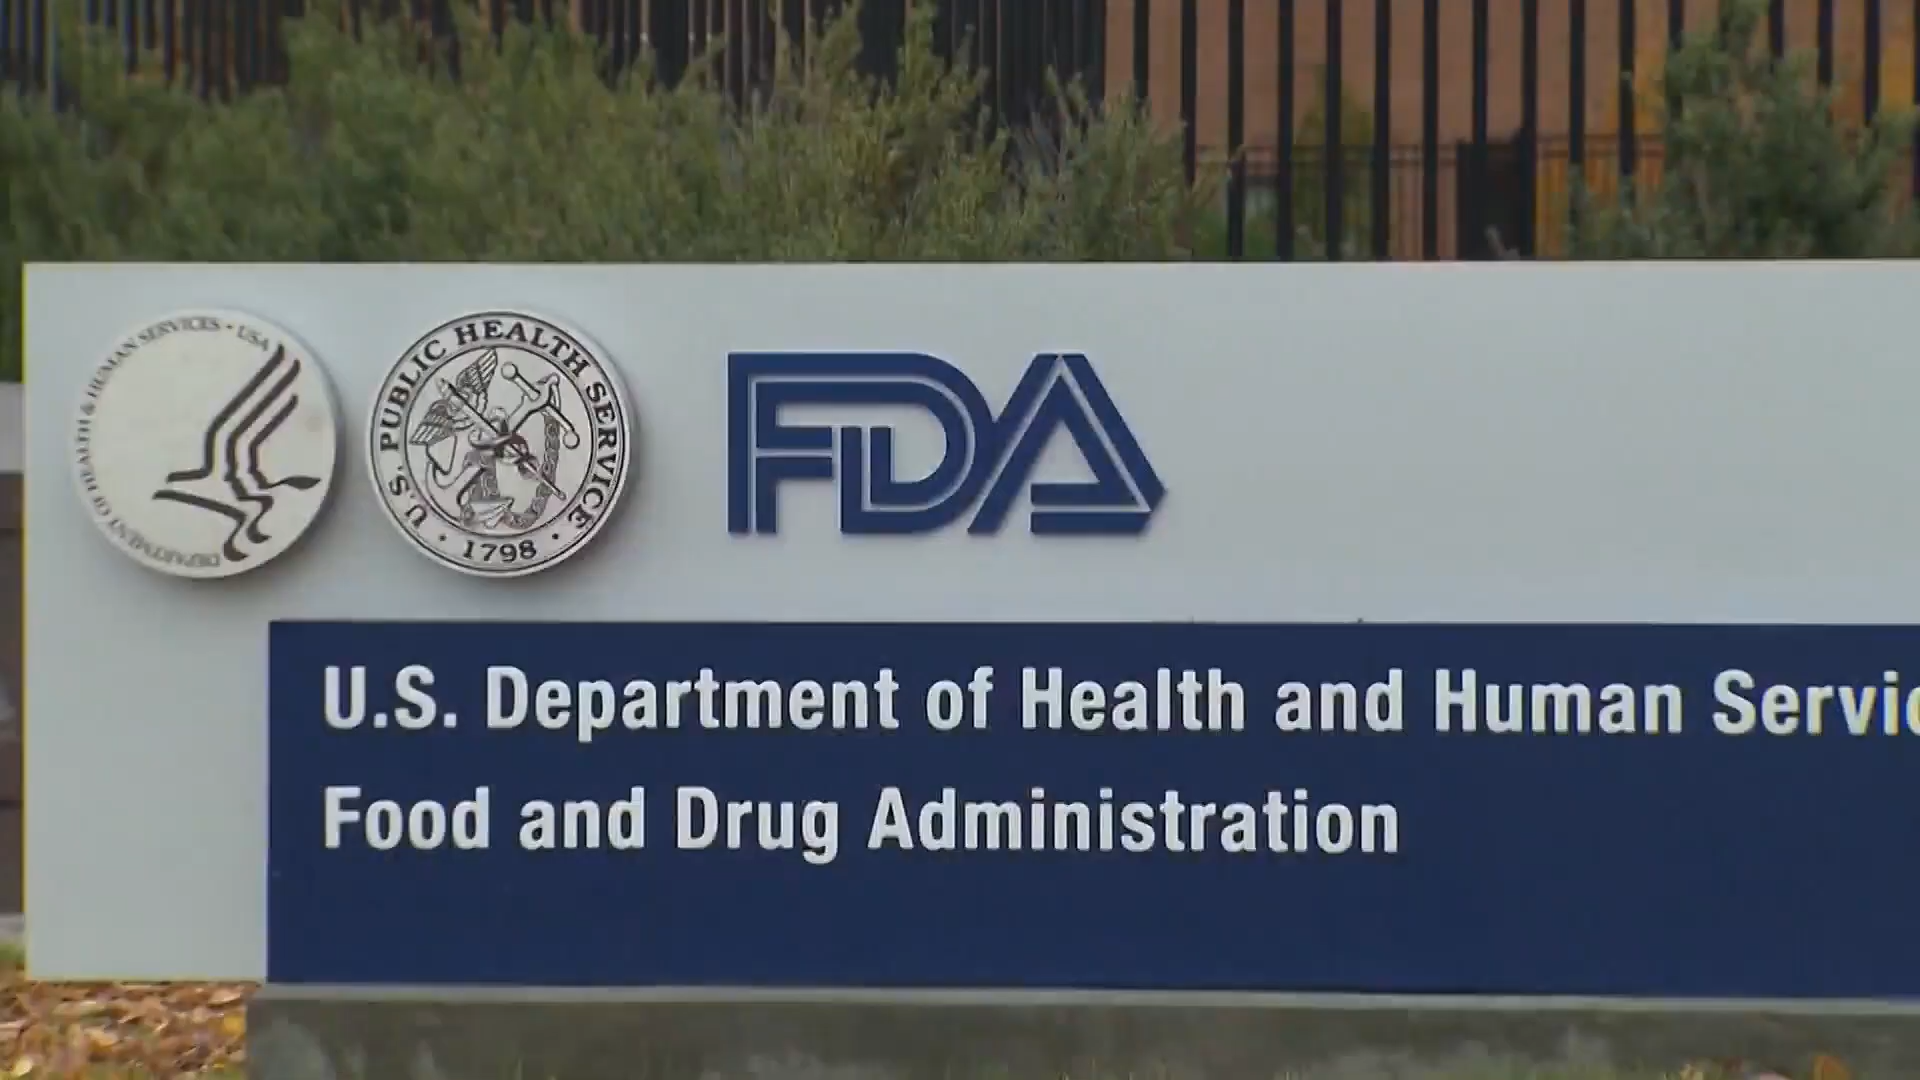 DEPARTMENT OF HEALTH & HUMAN SERVICES • USA
U.S. PUBLIC HEALTH SERVICE
• 1798 •
FDA
U.S. Department of Health and Human Servic
Food and Drug Administration